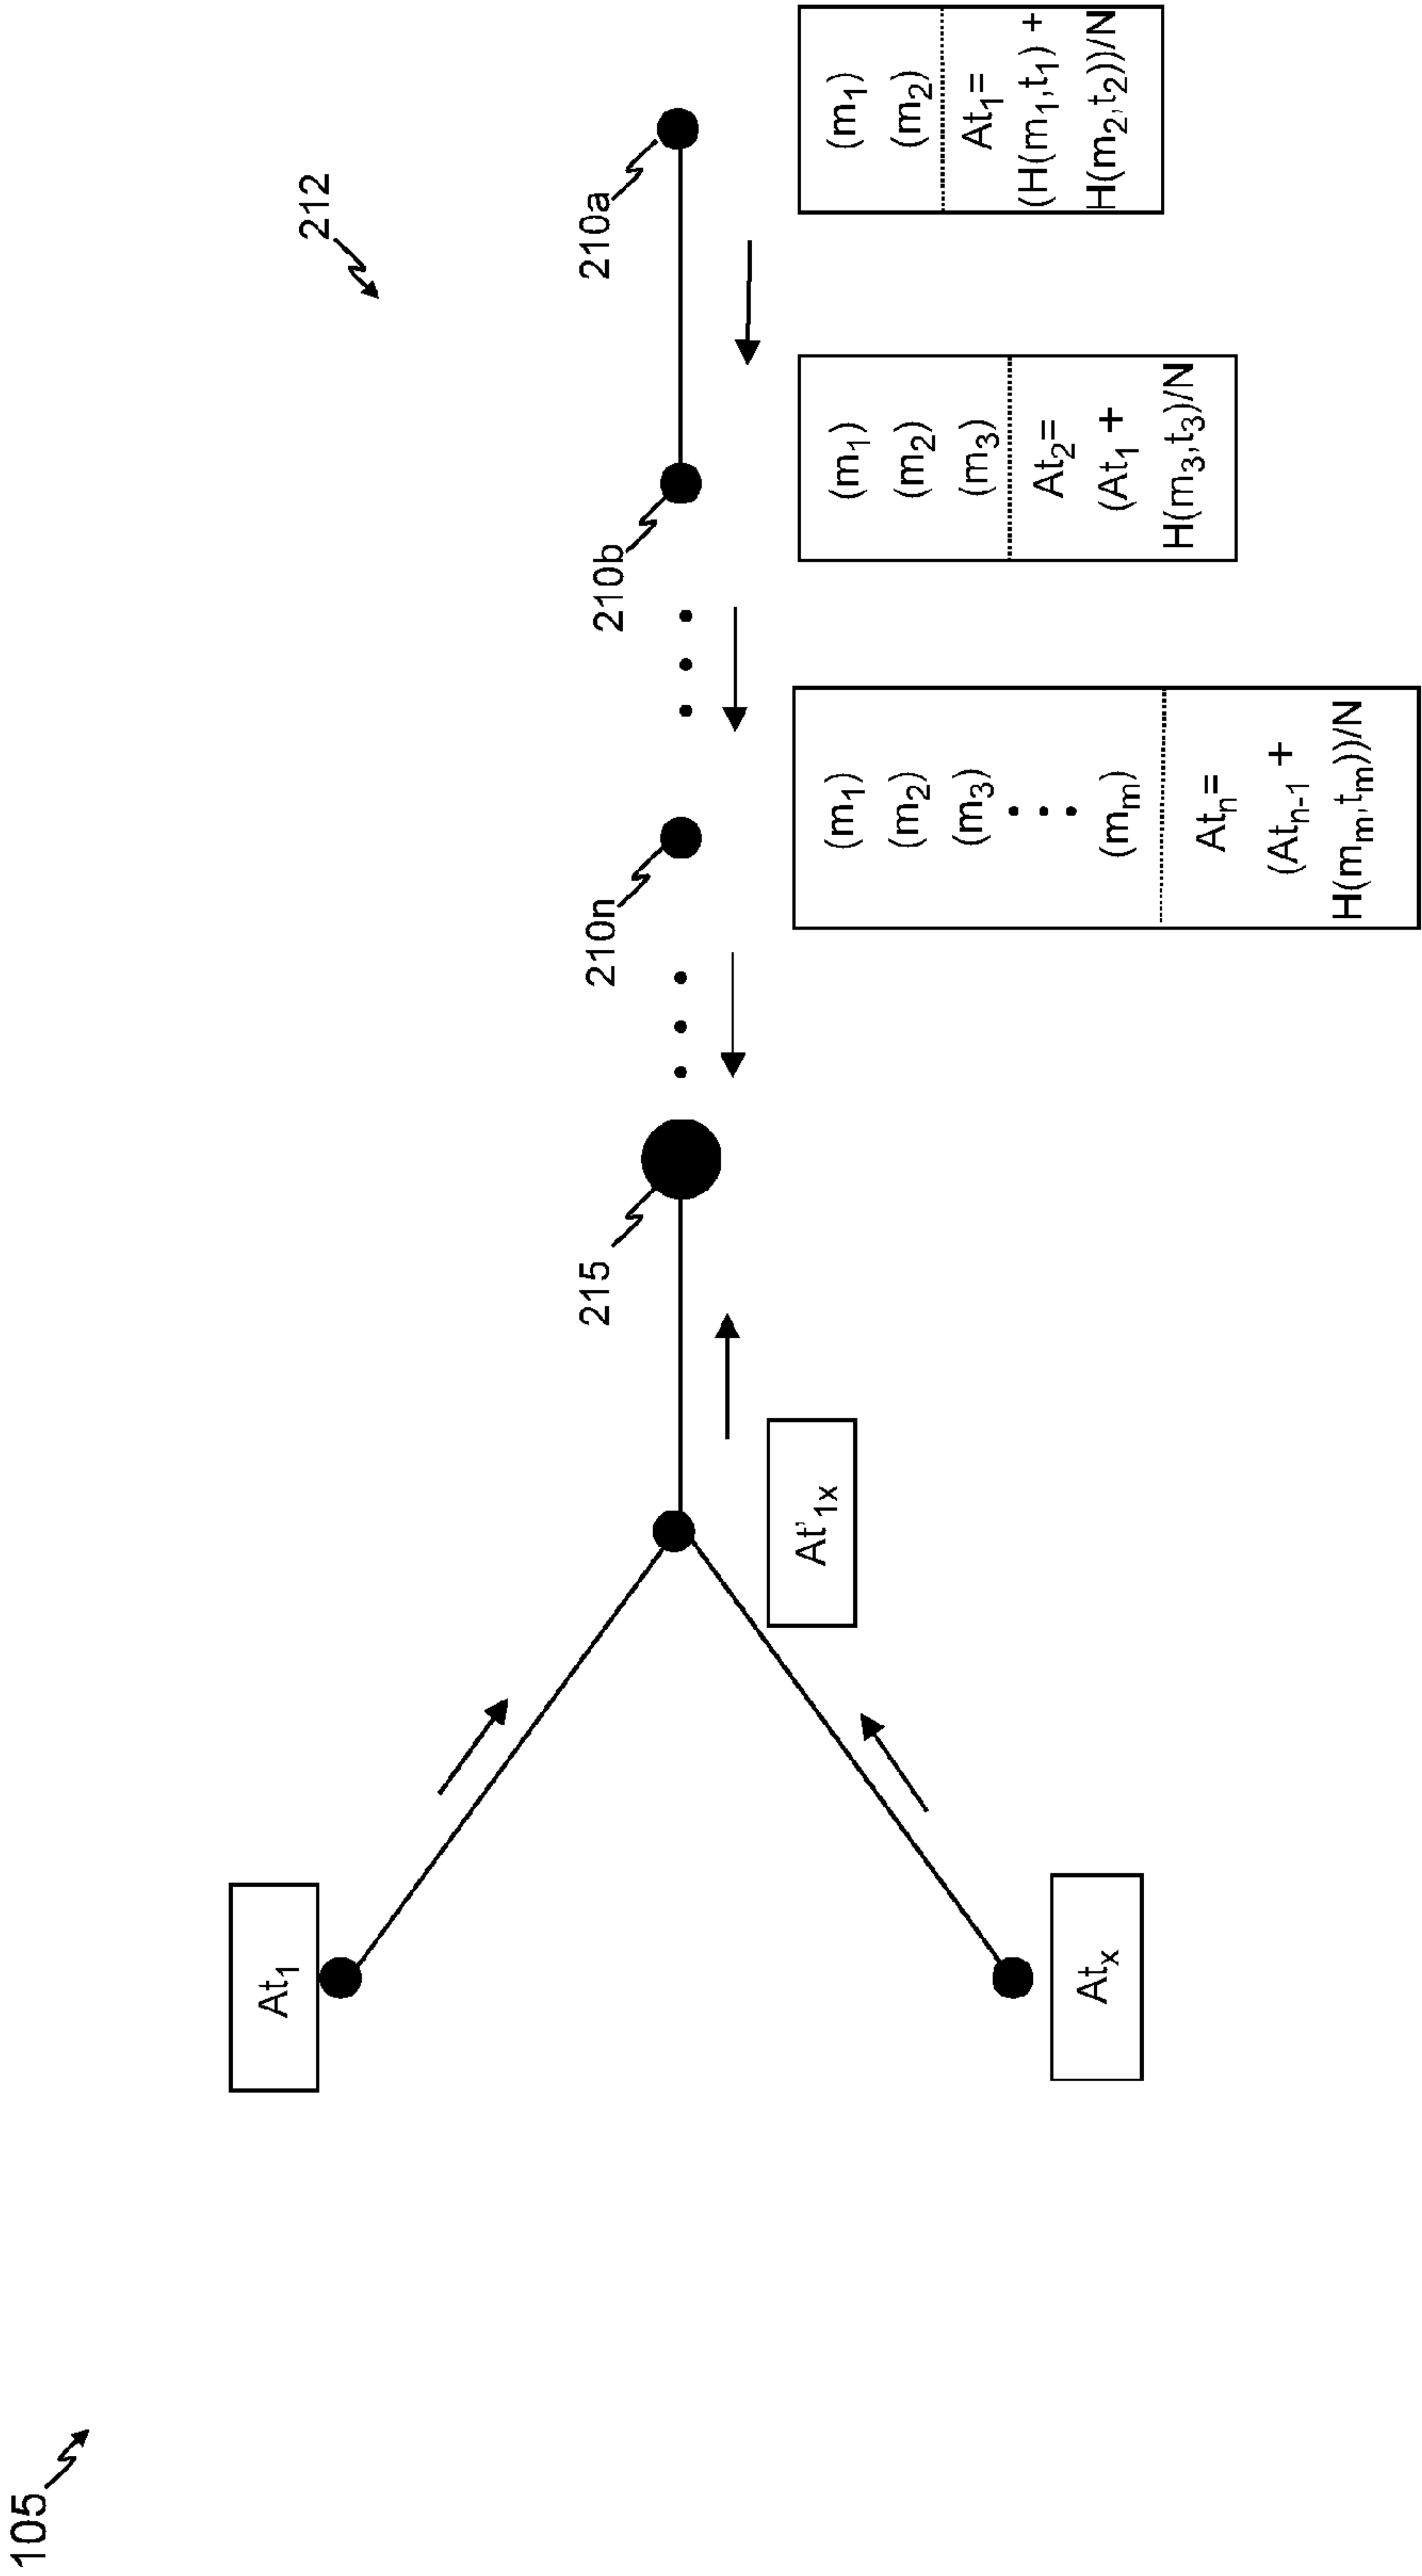 105
212
At₁
215
210n
210b
210a
At'₁ₓ
(m₁)
(m₂)
(m₃)
(mₘ)
Atₙ=
(Atₙ₋₁ +
H(mₘ,tₘ))/N
(m₁)
(m₂)
(m₃)
At₂=
(At₁ +
H(m₃,t₃)/N
(m₁)
(m₂)
At₁=
(H(m₁,t₁) +
H(m₂,t₂))/N
Atₓ